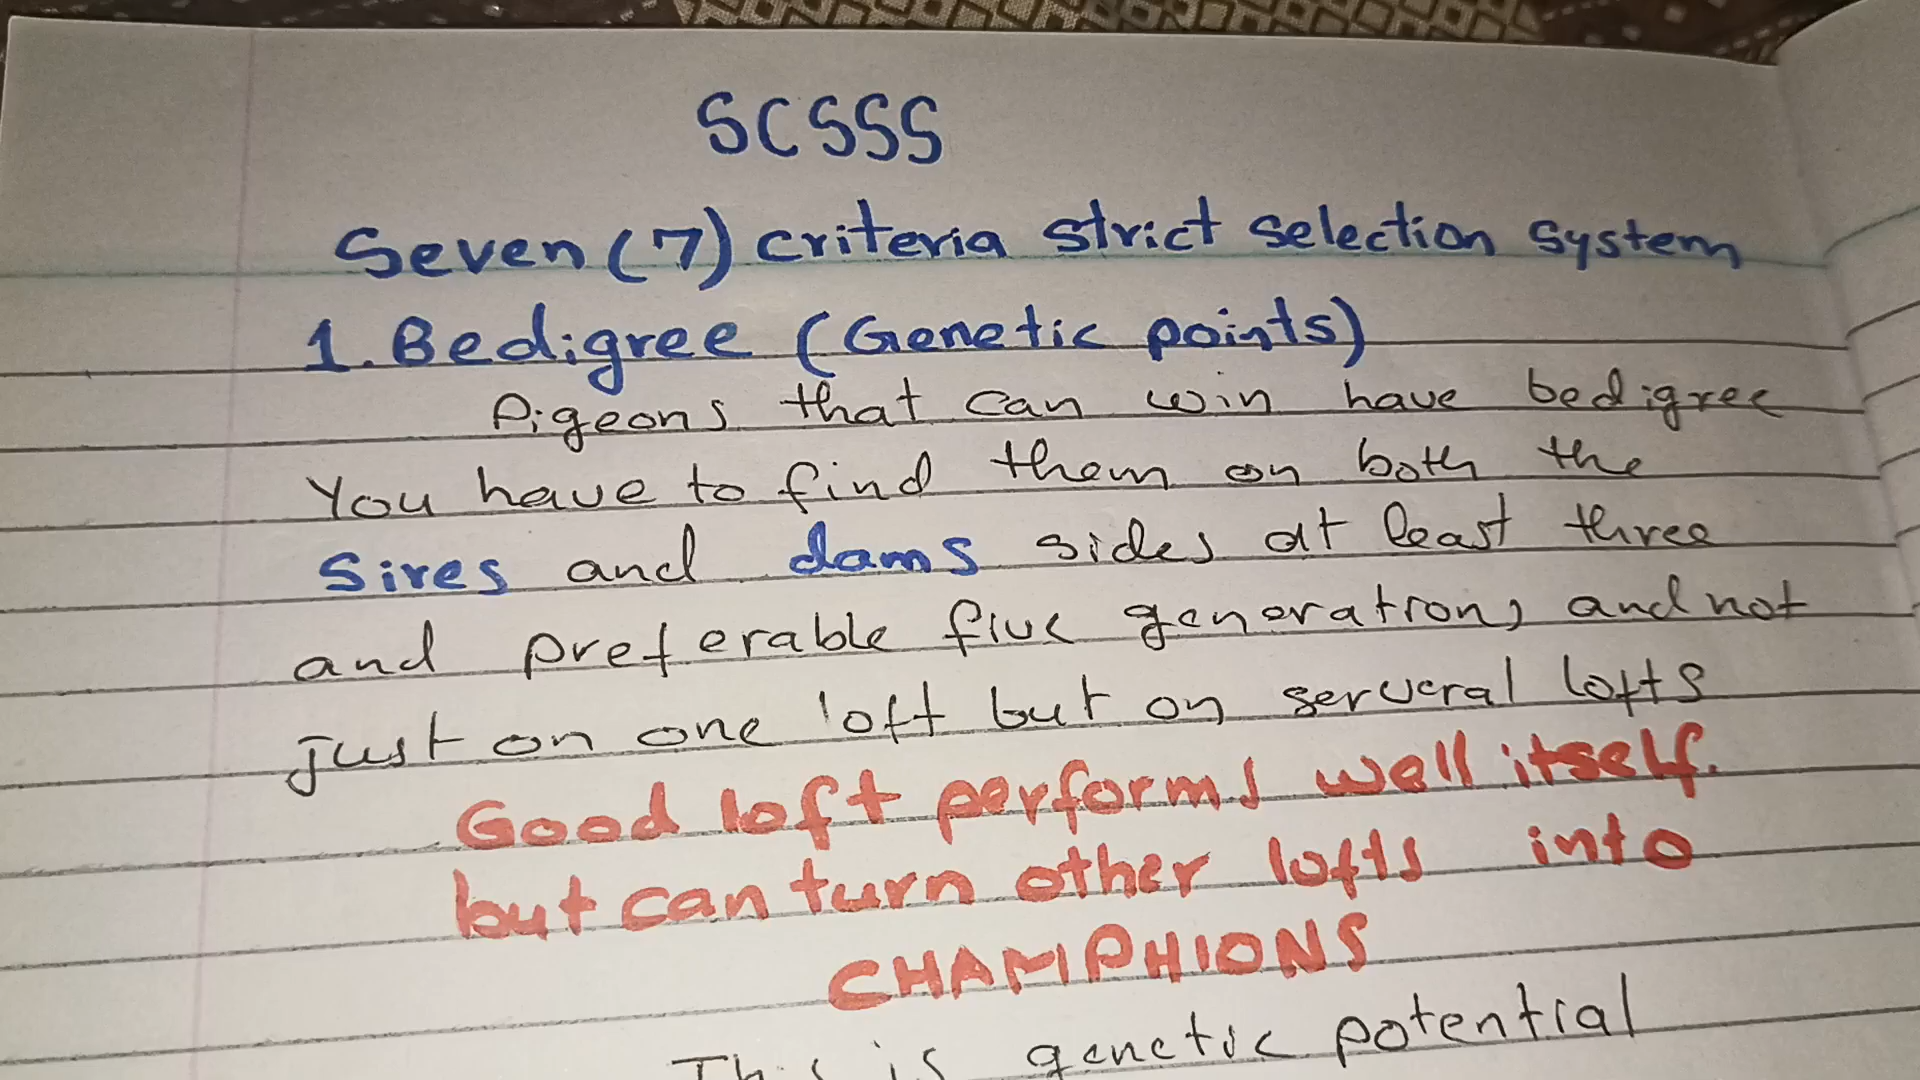 SCSSS
Seven (7) criteria strict selection system
1. Bedigree (Genetic points)
Pigeons that can win have bedigree
You have to find them on both the
Sires and dams sides at least three
and preferable five generation, and not
just on one loft but on serveral lofts
Good loft performs well itself.
but can turn other lofts into
CHAMPHIONS
This is genetic potential